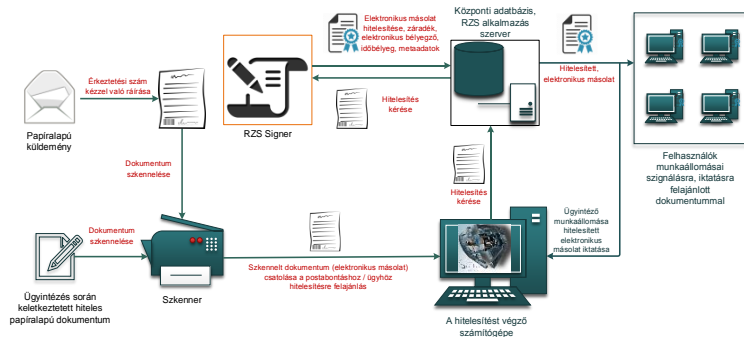 Elektronikus másolat
hitelesítése, záradék,
elektronikus bélyegző,
időbélyeg, metaadatok
Központi adatbázis,
RZS alkalmazás
szerver
Érkeztetési szám
kézzel való ráírása
Hitelesített,
elektronikus másolat
Hitelesítés
kérése
Papíralapú
küldemény
RZS Signer
Felhasználók
munkaállomásai
szignálásra, iktatásra
felajánlott
dokumentummal
Dokumentum
szkennelése
Hitelesítés
kérése
Dokumentum
szkennelése
Ügyintéző
munkaállomása
hitelesített
elektronikus
másolat iktatása
Szkennelt dokumentum (elektronikus másolat)
csatolása a postabontáshoz / ügyhöz
hitelesítésre felajánlás
Ügyintézés során
keletkeztetett hiteles
papíralapú dokumentum
Szkenner
A hitelesítést végző
számítógépe